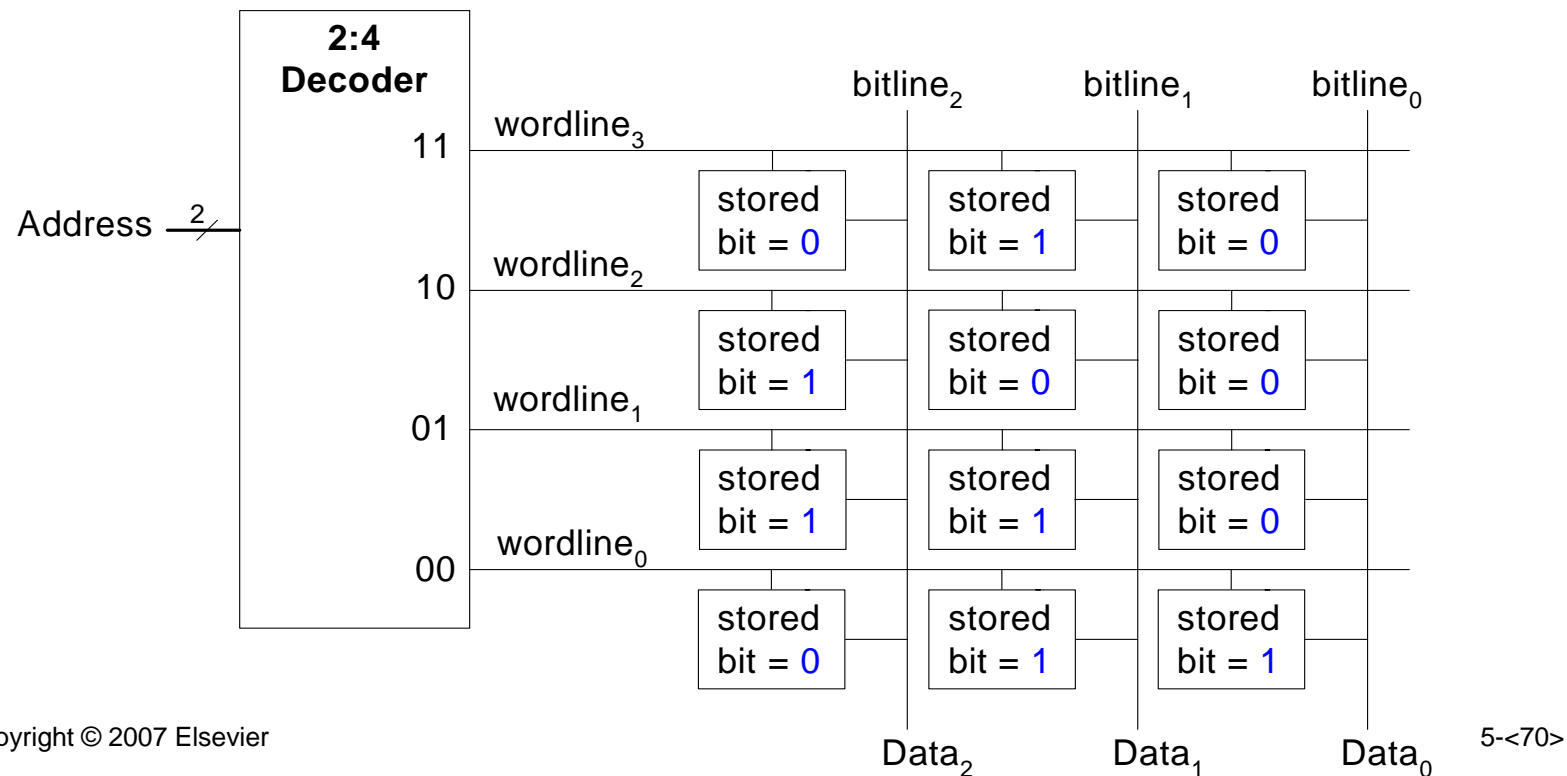 2:4
Decoder
bitline₂ bitline₁ bitline₀
wordline₃
11
stored
bit = 0
stored
bit = 1
stored
bit = 0
Address 2
wordline₂
10
stored
bit = 1
stored
bit = 0
stored
bit = 0
wordline₁
01
stored
bit = 1
stored
bit = 1
stored
bit = 0
wordline₀
00
stored
bit = 0
stored
bit = 1
stored
bit = 1
Data₂ Data₁ Data₀
opyright © 2007 Elsevier
5-<70>